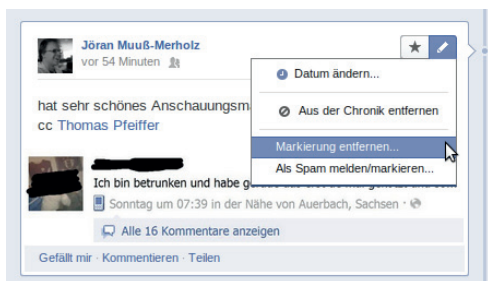 Jöran Muuß-Merholz
vor 54 Minuten
Datum ändern...
hat sehr schönes
Aus der Chronik entfernen
cc Thomas Pfeiffer
Markierung entfernen...
Als Spam melden/markieren...
Ich bin betrunken und habe
Sonntag um 07:39 in der Nähe von Auerbach, Sachsen ·
Alle 16 Kommentare anzeigen
Gefällt mir · Kommentieren · Teilen